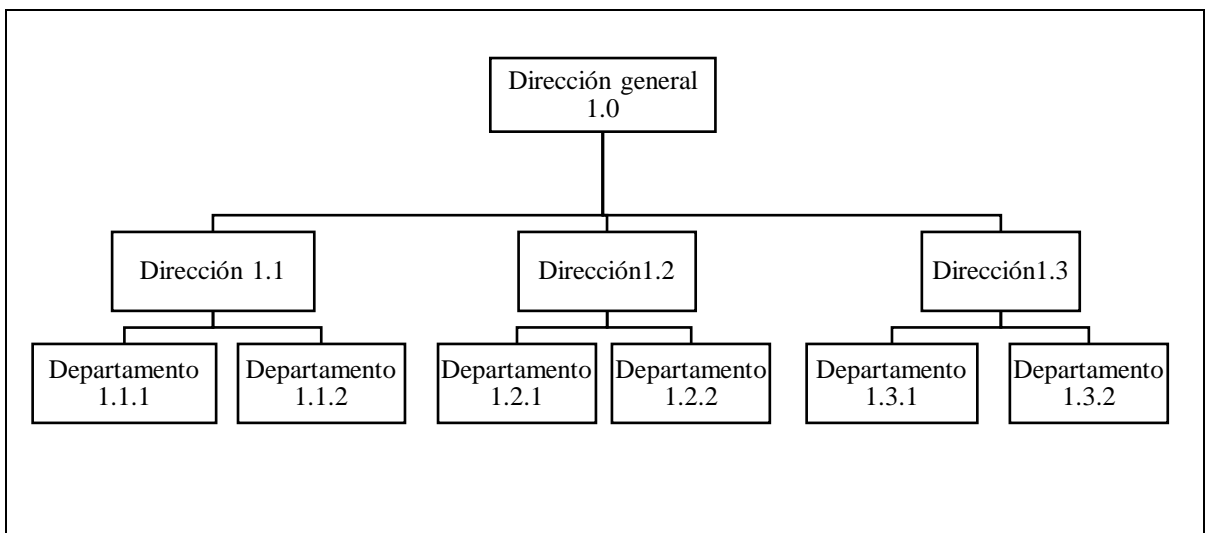 Dirección general
1.0
Dirección 1.1
Dirección1.2
Dirección1.3
Departamento
1.1.1
Departamento
1.1.2
Departamento
1.2.1
Departamento
1.2.2
Departamento
1.3.1
Departamento
1.3.2